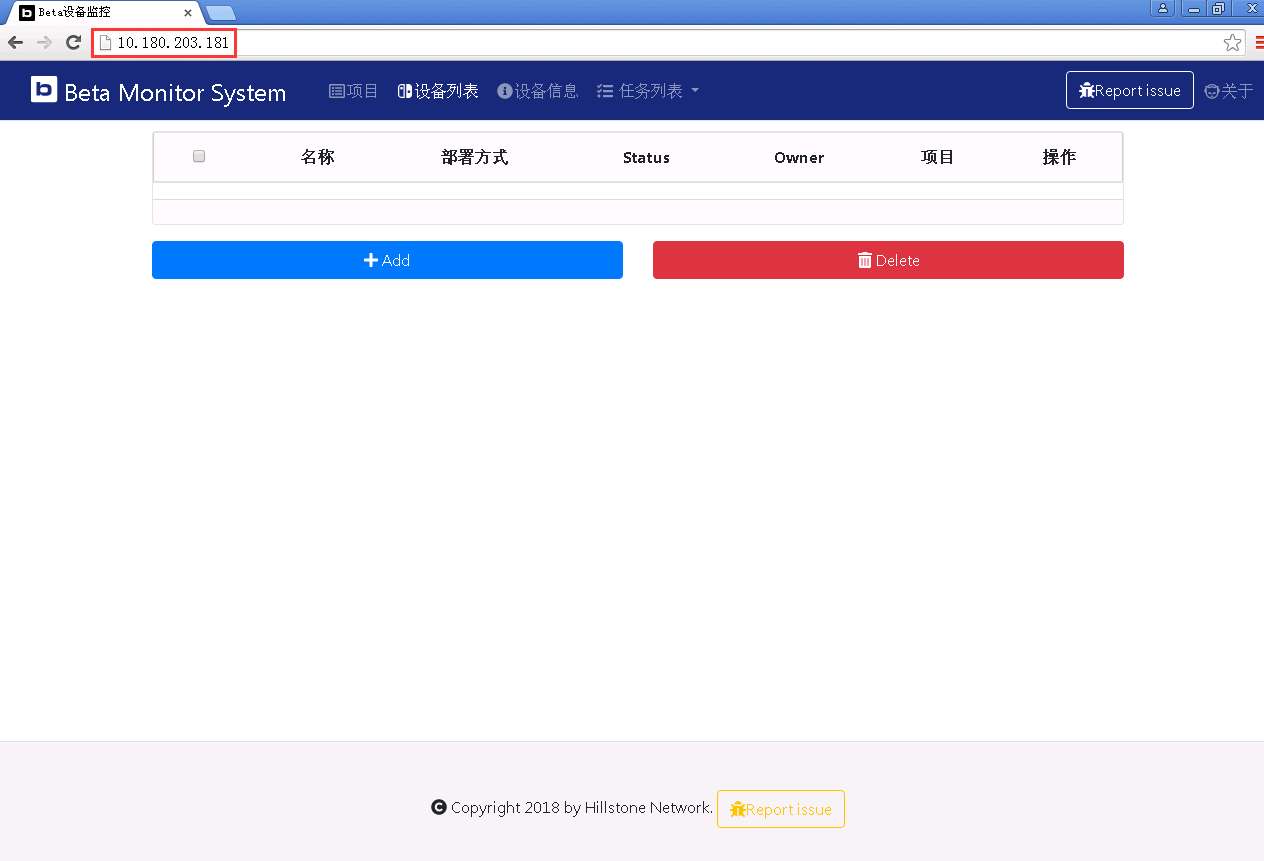 Beta设备监控
10.180.203.181
Beta Monitor System 项目 设备列表 设备信息 任务列表 Report issue 关于
名称 部署方式 Status Owner 项目 操作
Add Delete
Copyright 2018 by Hillstone Network. Report issue